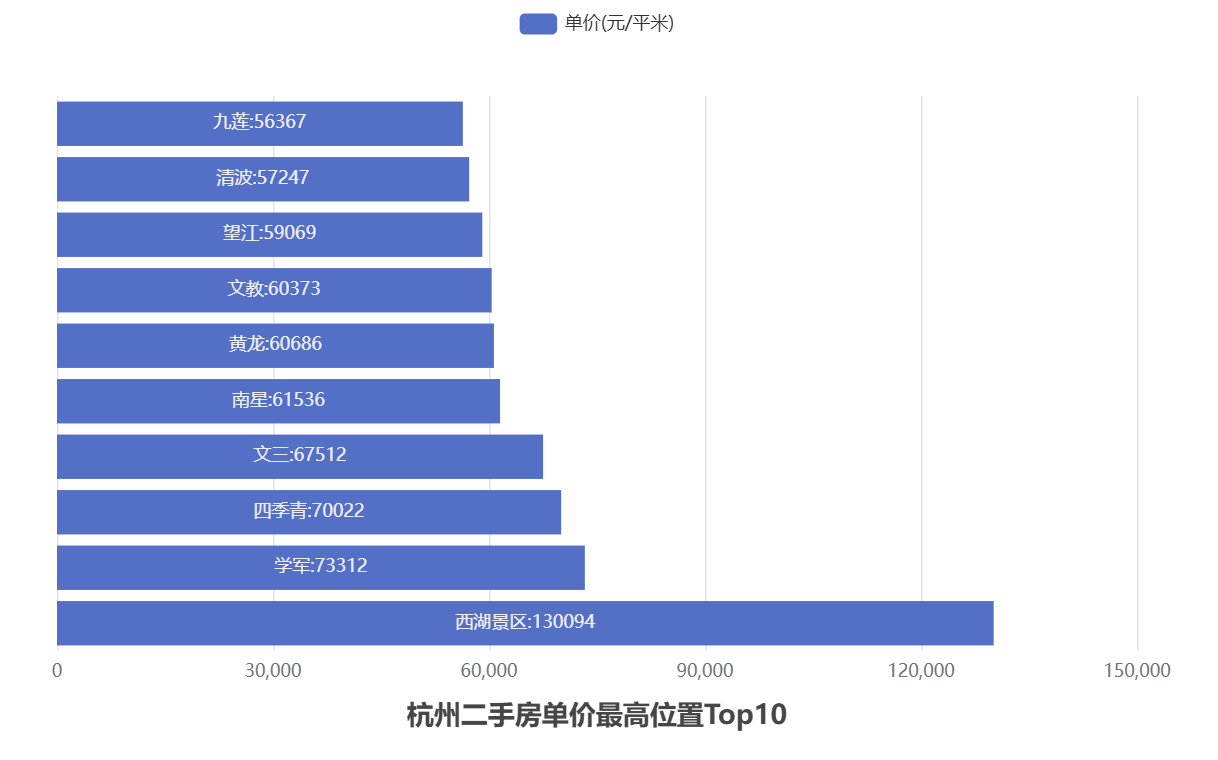 单价(元/平米)
九莲:56367
清波:57247
望江:59069
文教:60373
黄龙:60686
南星:61536
文三:67512
四季青:70022
学军:73312
西湖景区:130094
0 30,000 60,000 90,000 120,000 150,000
杭州二手房单价最高位置Top10